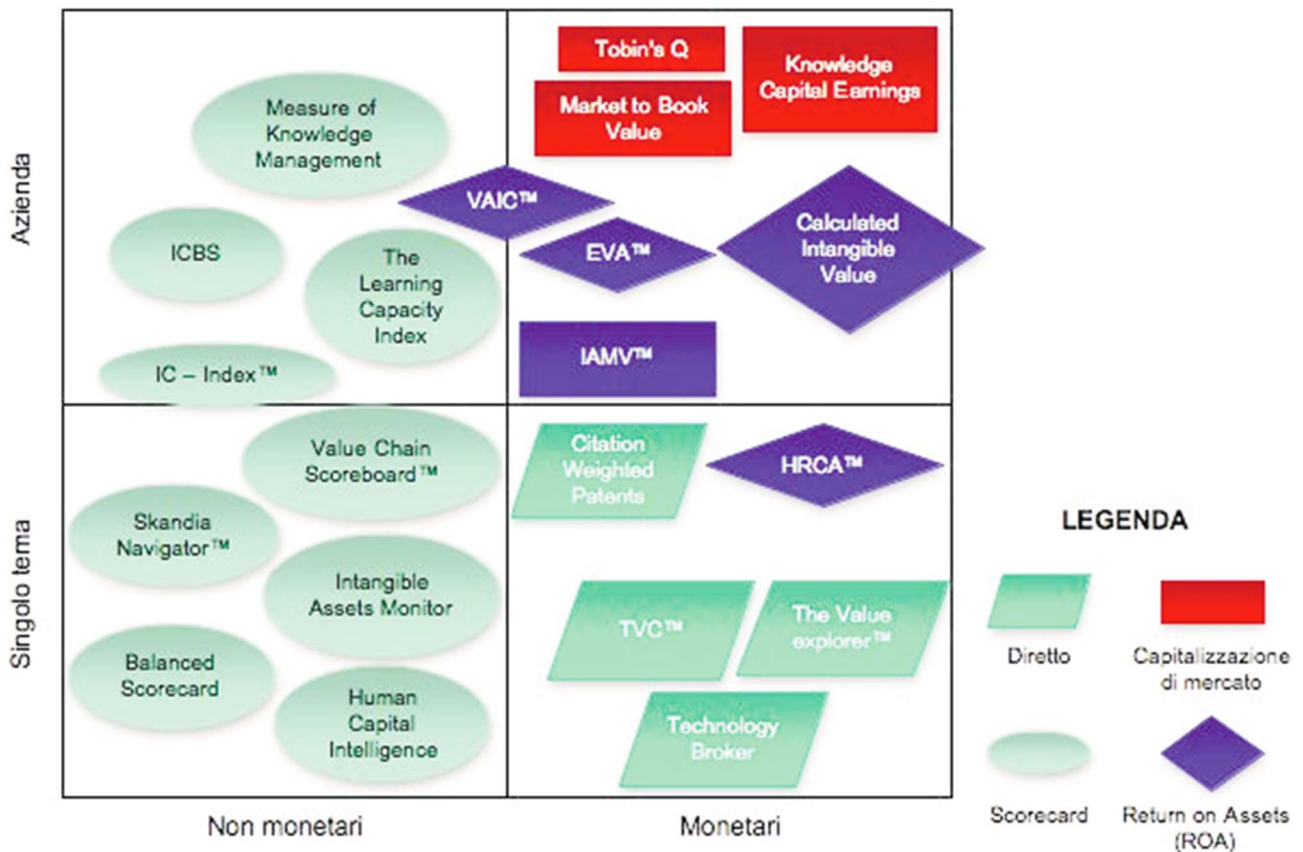 Azienda
Measure of
Knowledge
Management
ICBS
The
Learning
Capacity
Index
IC – Index™
VAIC™
Tobin's Q
Market to Book
Value
Knowledge
Capital Earnings
EVA™
Calculated
Intangible
Value
IAMV™
Singolo tema
Value Chain
Scoreboard™
Skandia
Navigator™
Intangible
Assets Monitor
Balanced
Scorecard
Human
Capital
Intelligence
Citation
Weighted
Patents
HRCA™
TVC™
The Value
explorer™
Technology
Broker
Non monetari
Monetari
LEGENDA
Diretto
Capitalizzazione
di mercato
Scorecard
Return on Assets
(ROA)